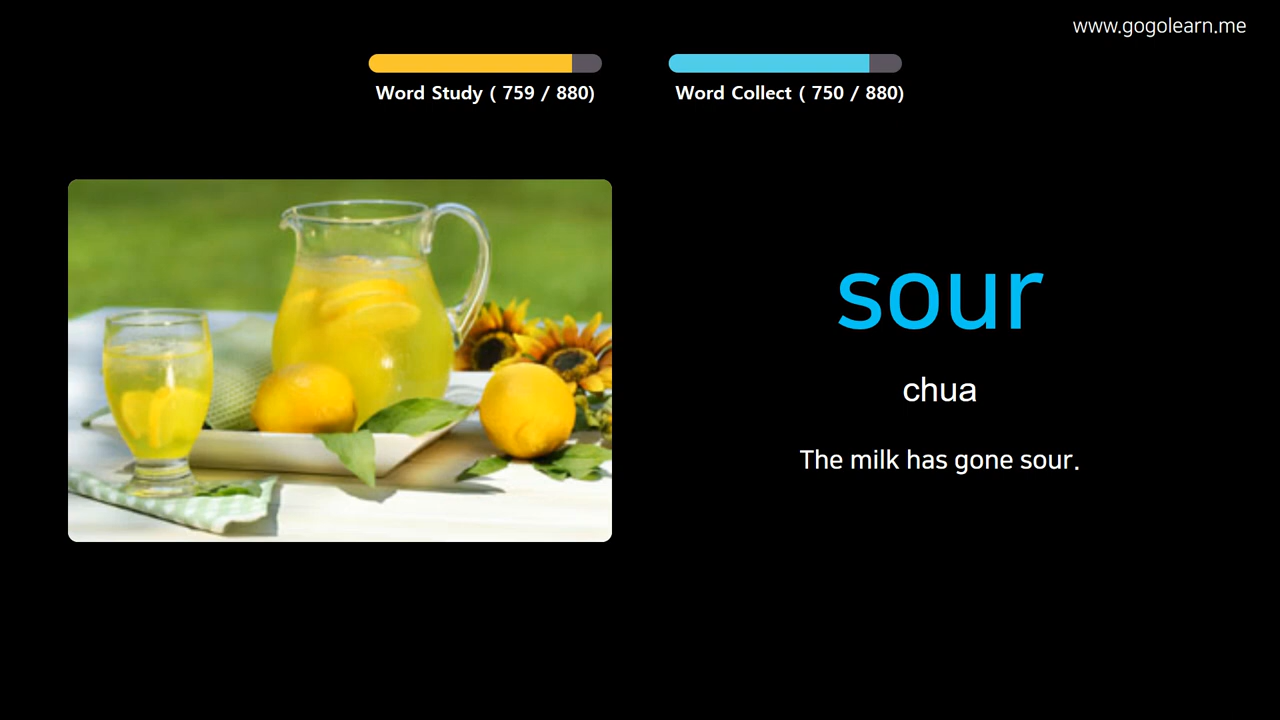 www.gogolearn.me
Word Study ( 759 / 880)
Word Collect ( 750 / 880)
sour
chua
The milk has gone sour.